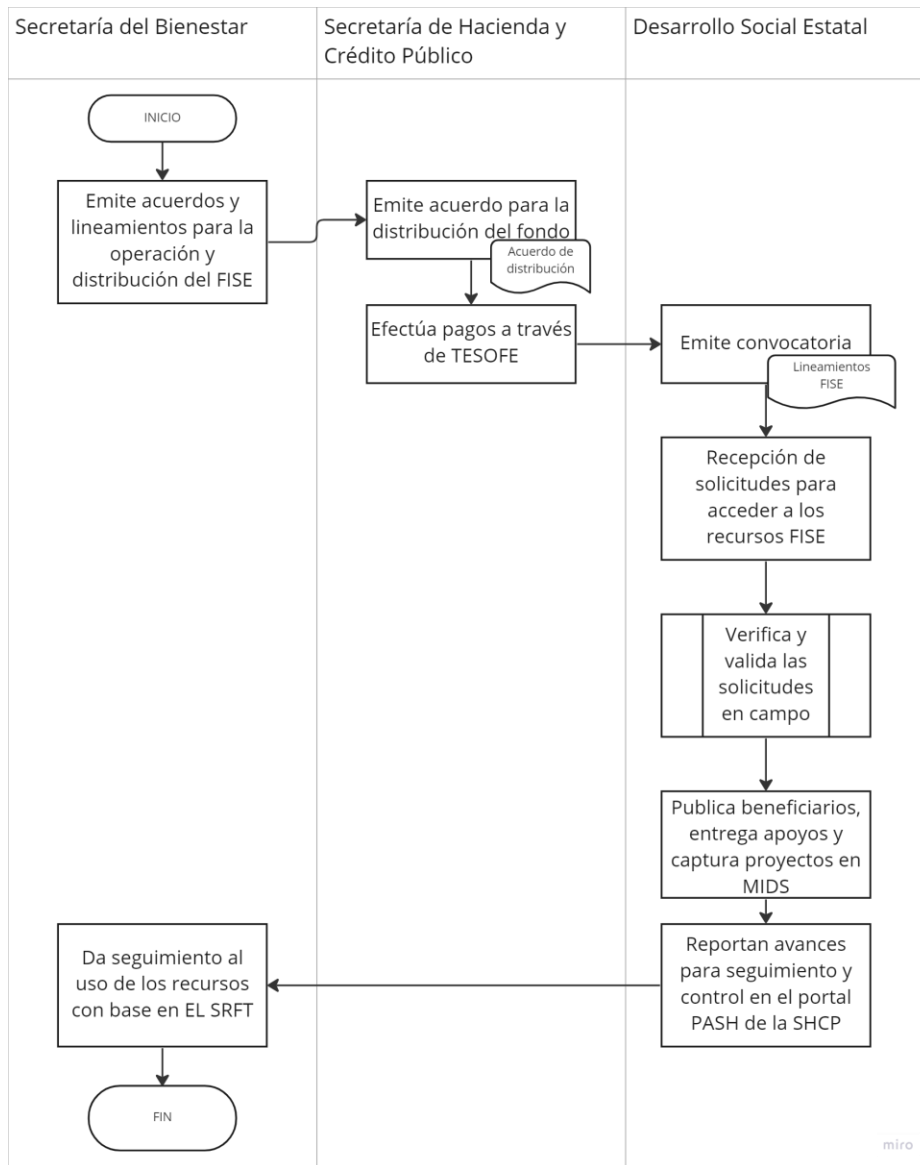 Secretaría del Bienestar
Secretaría de Hacienda y
Crédito Público
Desarrollo Social Estatal
INICIO
Emite acuerdos y
lineamientos para la
operación y
distribución del FISE
Emite acuerdo para la
distribución del fondo
Acuerdo de
distribución
Efectúa pagos a través
de TESOFE
Emite convocatoria
Lineamientos
FISE
Recepción de
solicitudes para
acceder a los
recursos FISE
Verifica y
valida las
solicitudes
en campo
Publica beneficiarios,
entrega apoyos y
captura proyectos en
MIDS
Reportan avances
para seguimiento y
control en el portal
PASH de la SHCP
Da seguimiento al
uso de los recursos
con base en EL SRFT
FIN
miro